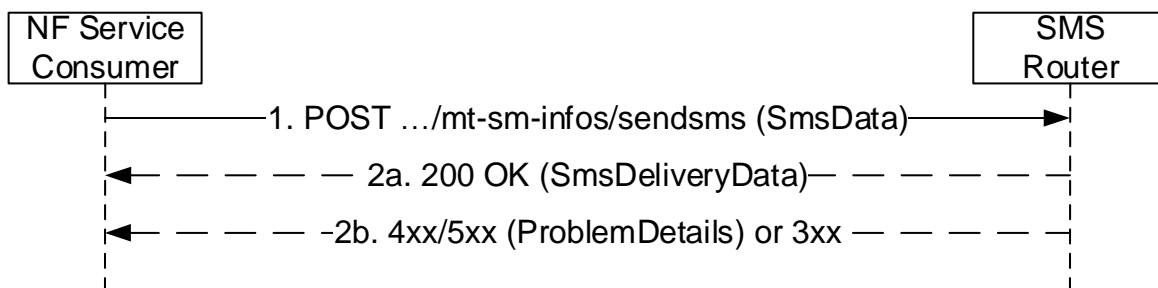 NF Service
Consumer
SMS
Router
1. POST …/mt-sm-infos/sendsms (SmsData)
2a. 200 OK (SmsDeliveryData)
2b. 4xx/5xx (ProblemDetails) or 3xx